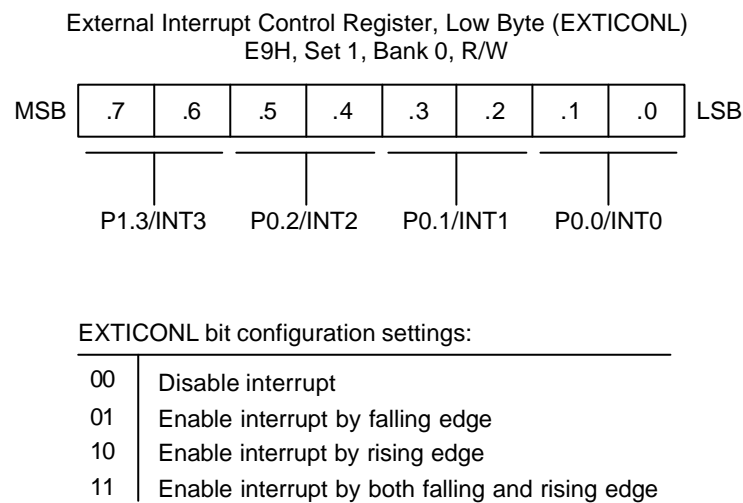 External Interrupt Control Register, Low Byte (EXTICONL)
E9H, Set 1, Bank 0, R/W
MSB .7 .6 .5 .4 .3 .2 .1 .0 LSB
P1.3/INT3 P0.2/INT2 P0.1/INT1 P0.0/INT0
EXTICONL bit configuration settings:
00 Disable interrupt
01 Enable interrupt by falling edge
10 Enable interrupt by rising edge
11 Enable interrupt by both falling and rising edge